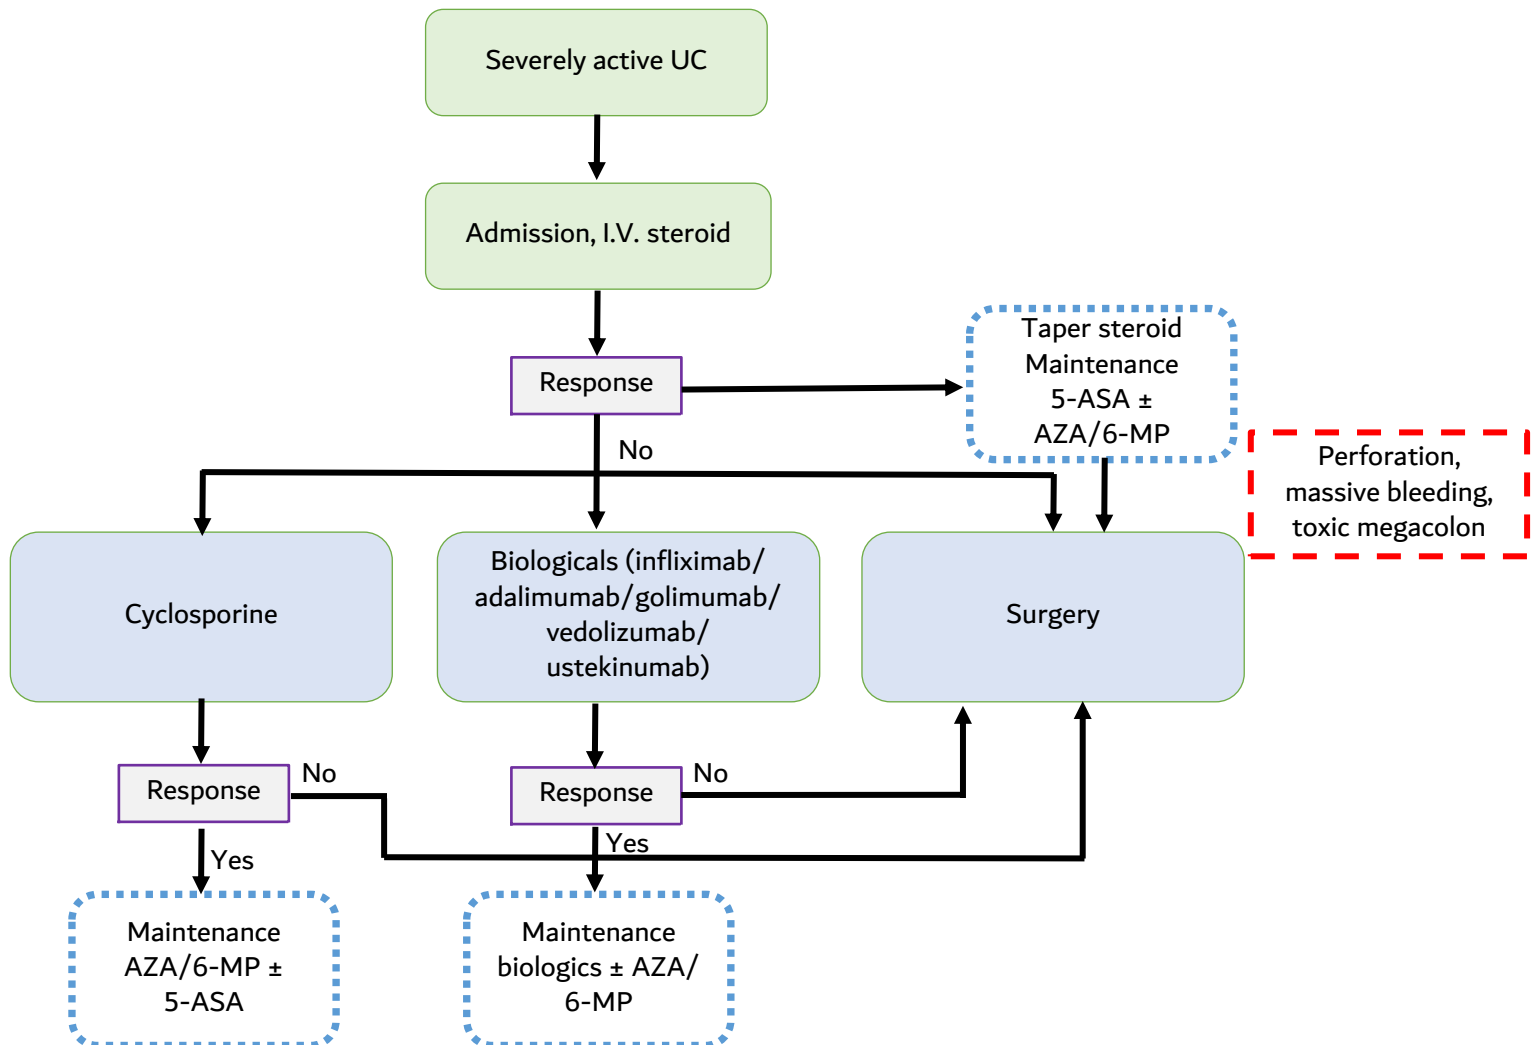 Severely active UC
Admission, I.V. steroid
Response
Taper steroid
Maintenance
5-ASA ±
AZA/6-MP
No
Perforation,
massive bleeding,
toxic megacolon
Cyclosporine
Biologicals (infliximab/
adalimumab/golimumab/
vedolizumab/
ustekinumab)
Surgery
Response
No
Response
No
Yes
Yes
Maintenance
AZA/6-MP ±
5-ASA
Maintenance
biologics ± AZA/
6-MP